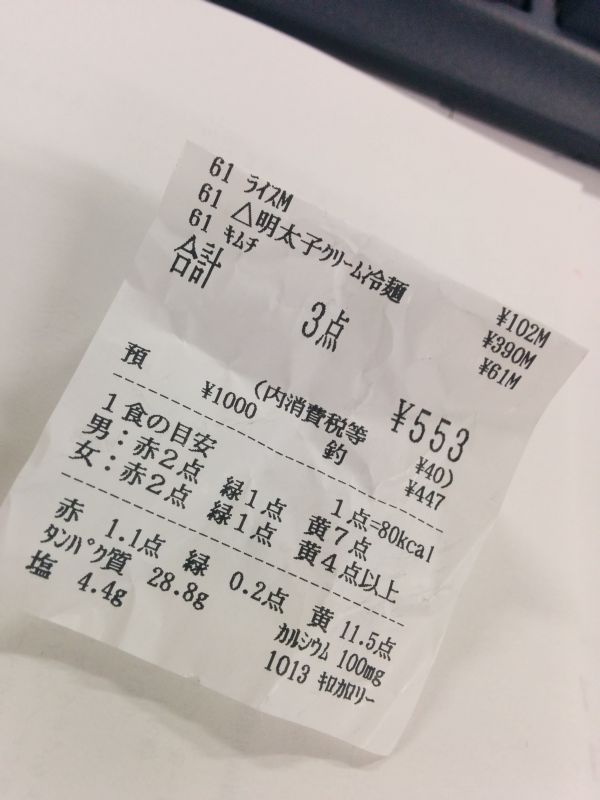 61 ライスM ¥102M
61 △明太子クリーム冷麺 ¥390M
61 キムチ ¥61M
合計 3点 ¥553
(内消費税等 ¥40)
預 ¥1000 釣 ¥447
1食の目安 1点=80kcal
男:赤2点 緑1点 黄7点
女:赤2点 緑1点 黄4点以上
赤 1.1点 緑 0.2点 黄 11.5点
タンパク質 28.8g カルシウム 100mg
塩 4.4g 1013 キロカロリー